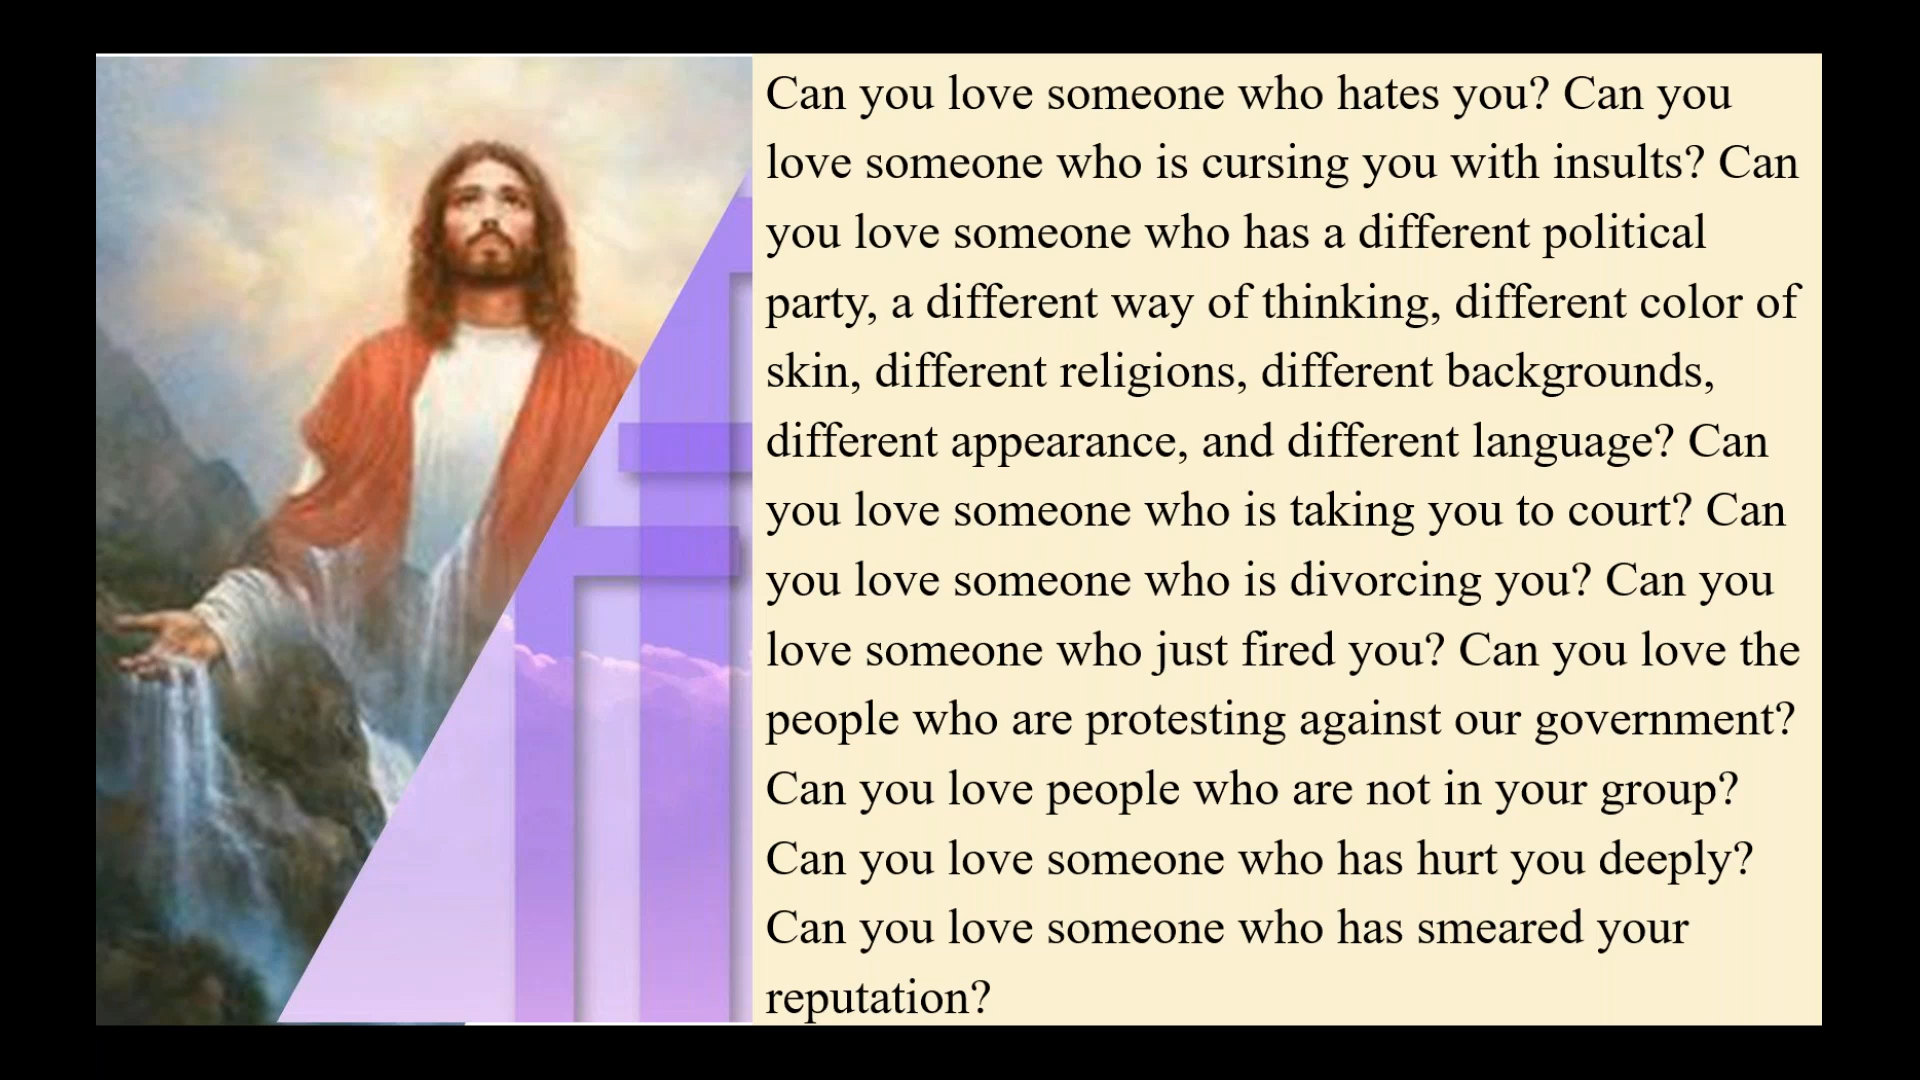 Can you love someone who hates you? Can you
love someone who is cursing you with insults? Can
you love someone who has a different political
party, a different way of thinking, different color of
skin, different religions, different backgrounds,
different appearance, and different language? Can
you love someone who is taking you to court? Can
you love someone who is divorcing you? Can you
love someone who just fired you? Can you love the
people who are protesting against our government?
Can you love people who are not in your group?
Can you love someone who has hurt you deeply?
Can you love someone who has smeared your
reputation?